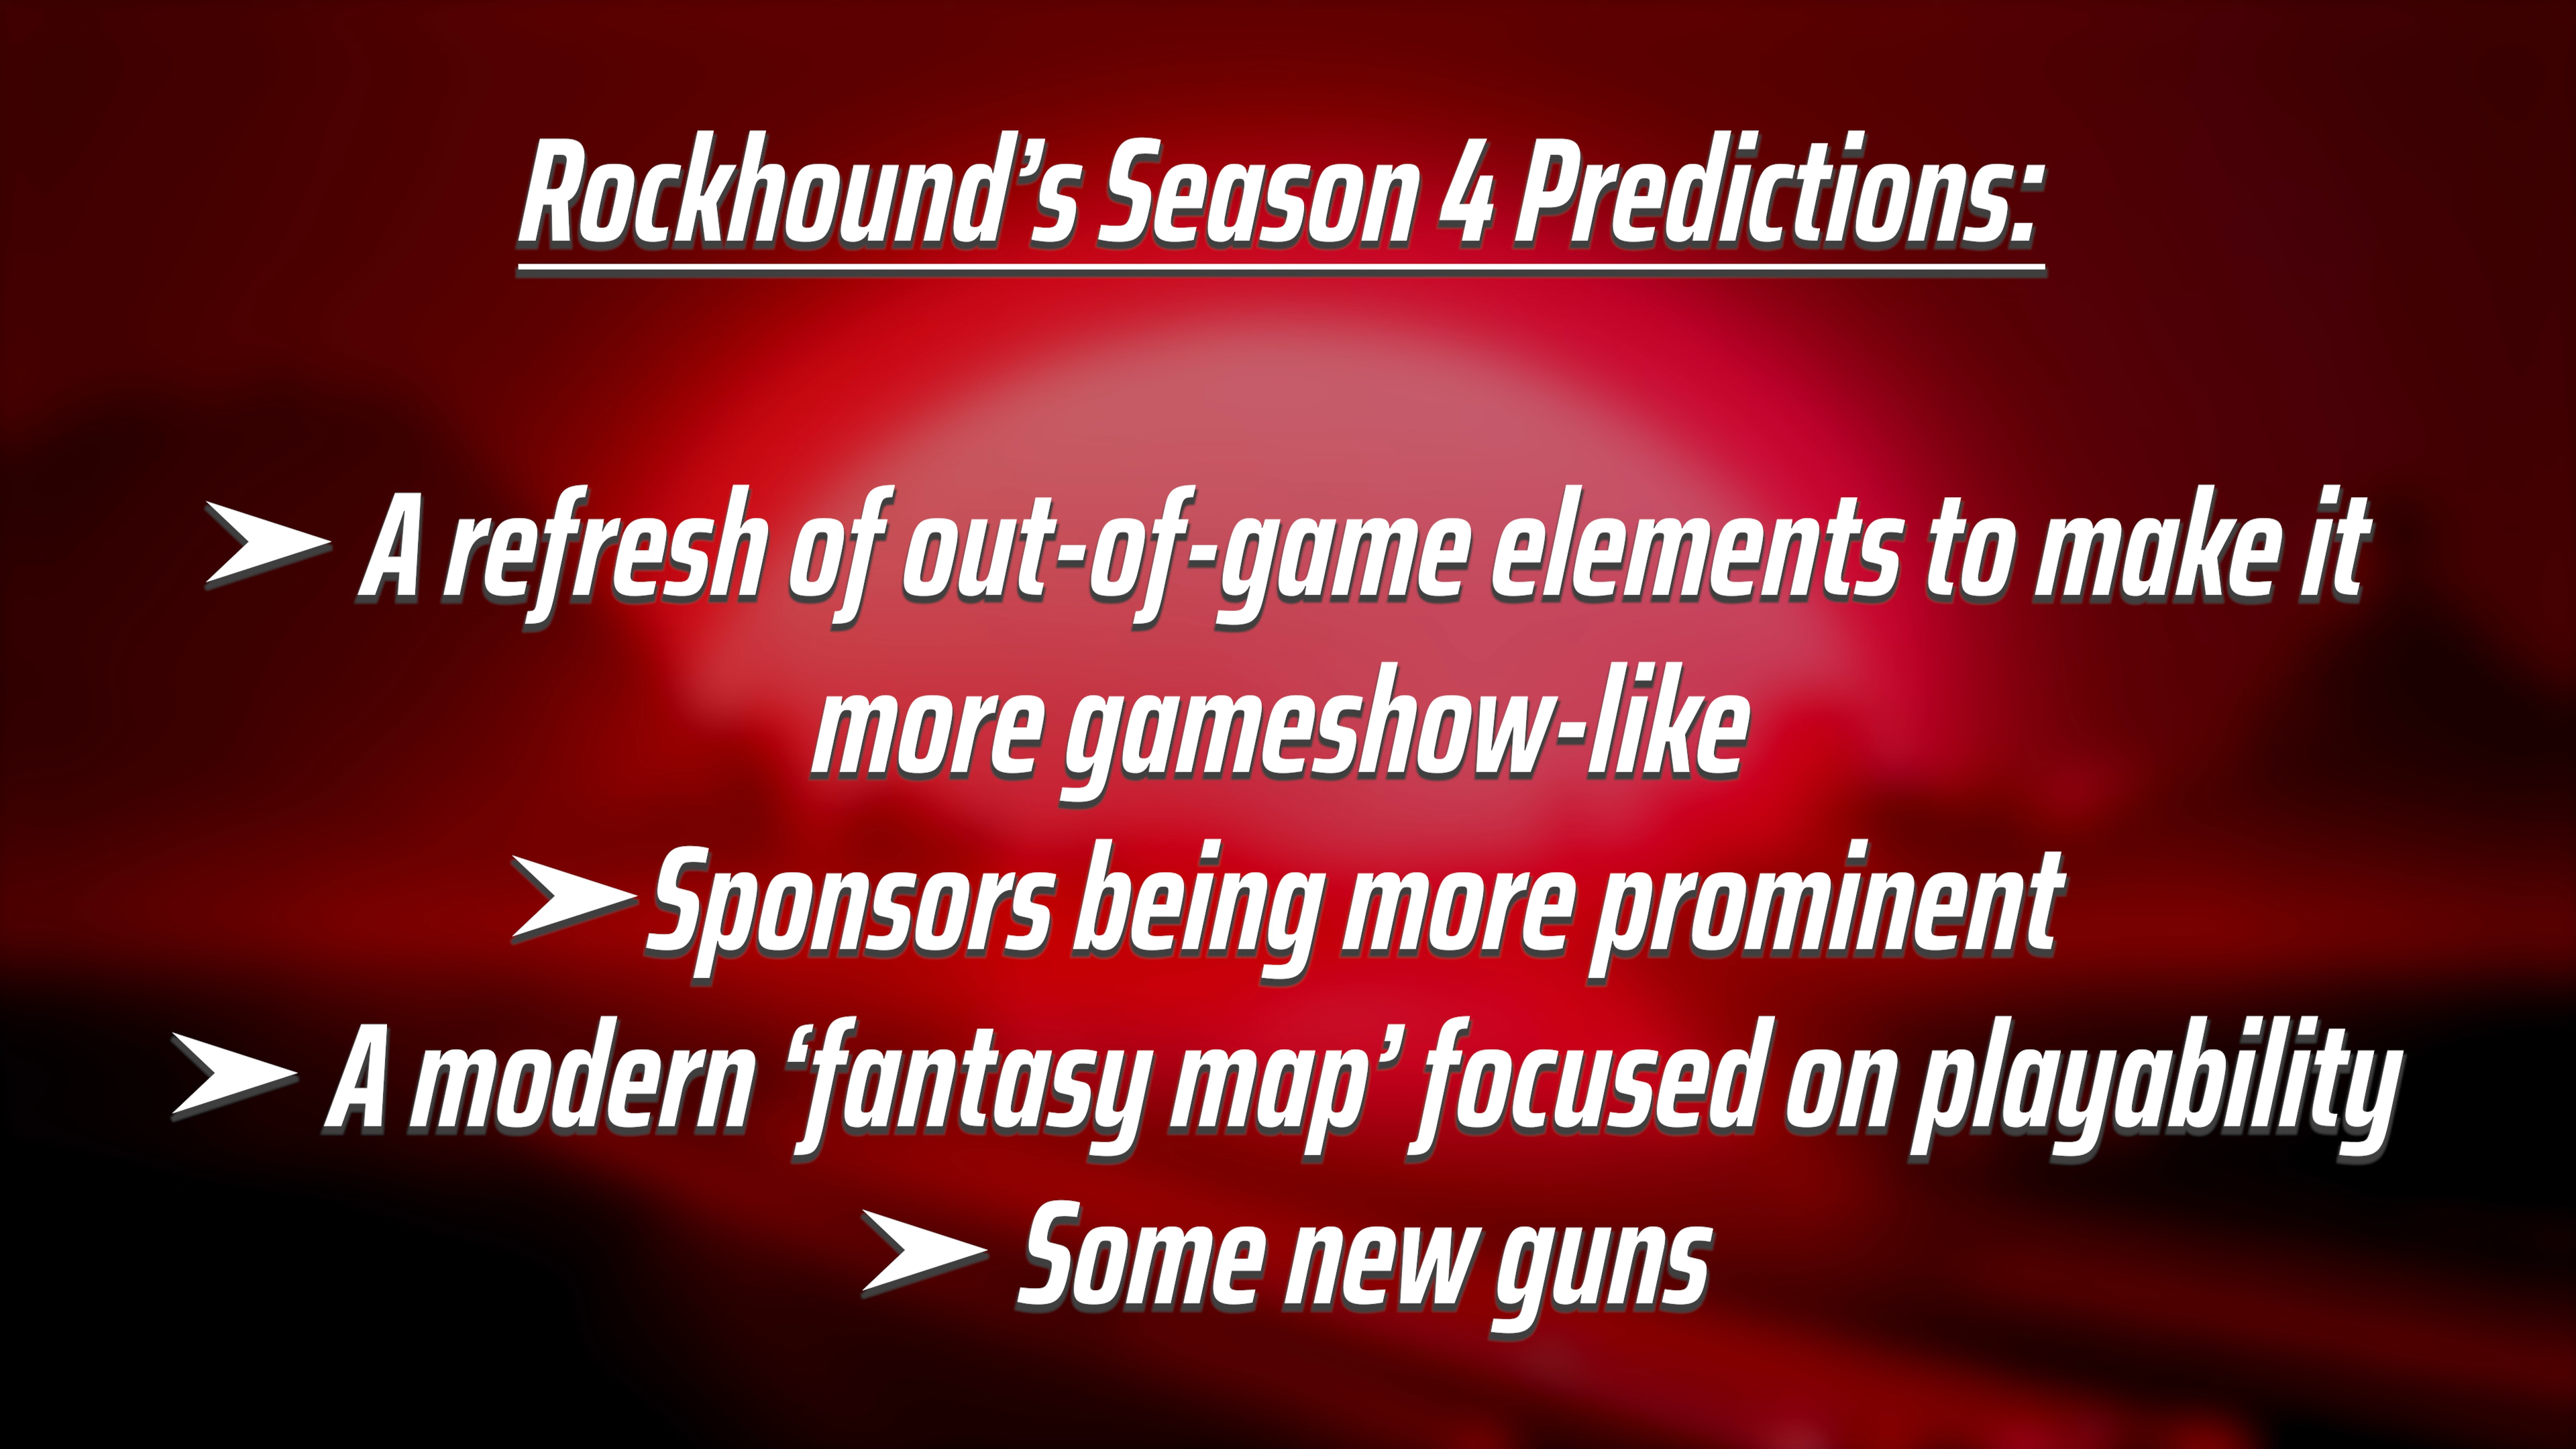 Rockhound’s Season 4 Predictions:
➤ A refresh of out-of-game elements to make it
more gameshow-like
➤ Sponsors being more prominent
➤ A modern ‘fantasy map’ focused on playability
➤ Some new guns